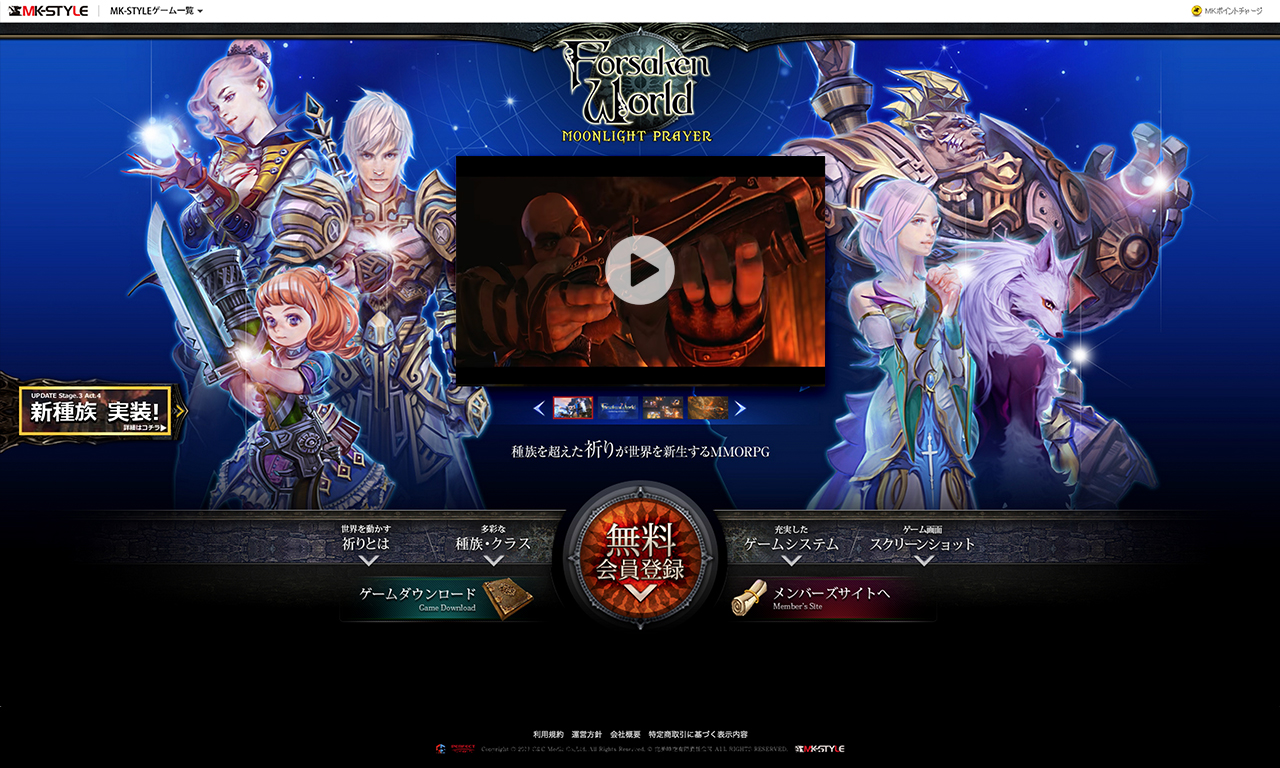 MK-STYLE
MK-STYLEゲーム一覧
MKポイントチャージ
Forsaken World
MOONLIGHT PRAYER
UPDATE Stage.3 Act.4
新種族 実装!
詳細はコチラ▶
種族を超えた祈りが世界を新生するMMORPG
世界を動かす
祈りとは
多彩な
種族・クラス
無料
会員登録
充実した
ゲームシステム
ゲーム画面
スクリーンショット
ゲームダウンロード
Game Download
メンバーズサイトへ
Member's Site
利用規約 運営方針 会社概要 特定商取引に基づく表示内容
All Rights Reserved. ALL RIGHTS RESERVED. MK-STYLE